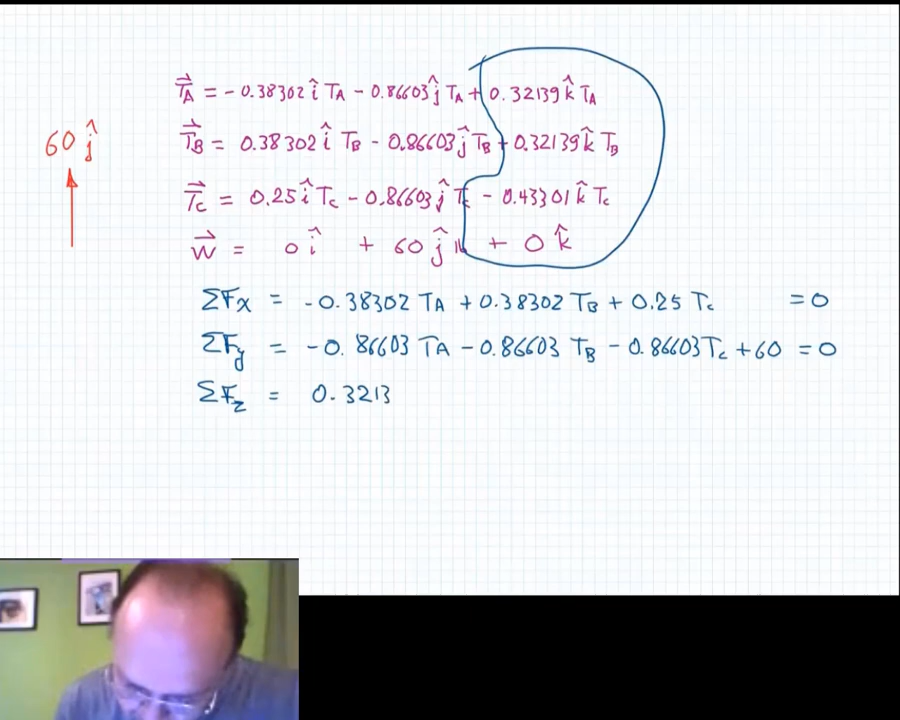 T⃗A = -0.38302 î TA - 0.86603 ĵ TA + 0.32139 k̂ TA
60 ĵ
T⃗B = 0.38302 î TB - 0.86603 ĵ TB + 0.32139 k̂ TB
T⃗C = 0.25 î TC - 0.86603 ĵ TC - 0.43301 k̂ TC
W⃗ = 0 î + 60 ĵ lb + 0 k̂
ΣFx = -0.38302 TA + 0.38302 TB + 0.25 TC = 0
ΣFy = -0.86603 TA - 0.86603 TB - 0.86603 TC + 60 = 0
ΣFz = 0.3213